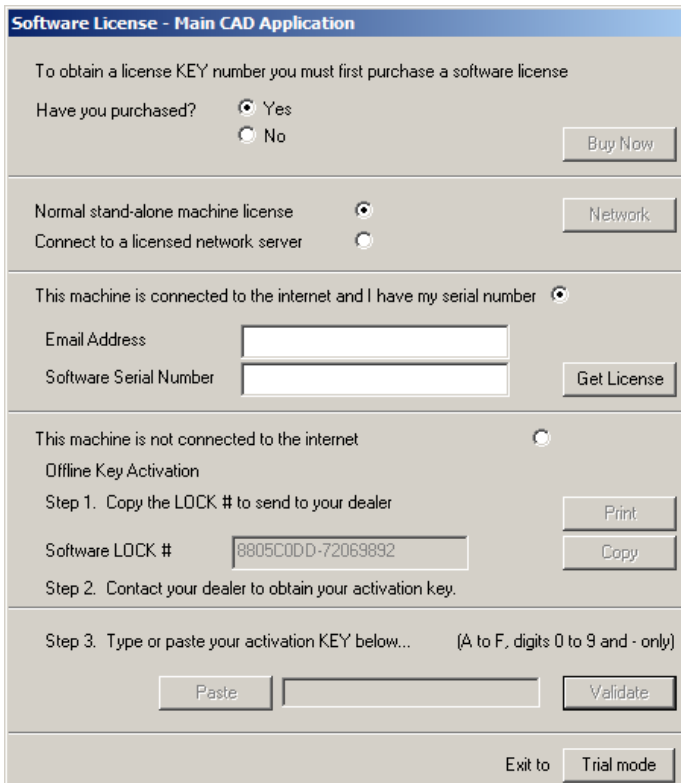 Software License - Main CAD Application
To obtain a license KEY number you must first purchase a software license
Have you purchased? Yes
No
Buy Now
Normal stand-alone machine license
Network
Connect to a licensed network server
This machine is connected to the internet and I have my serial number
Email Address
Software Serial Number
Get License
This machine is not connected to the internet
Offline Key Activation
Step 1. Copy the LOCK # to send to your dealer
Print
Software LOCK # 8805C0DD-72069892
Copy
Step 2. Contact your dealer to obtain your activation key.
Step 3. Type or paste your activation KEY below... (A to F, digits 0 to 9 and - only)
Paste Validate
Exit to Trial mode